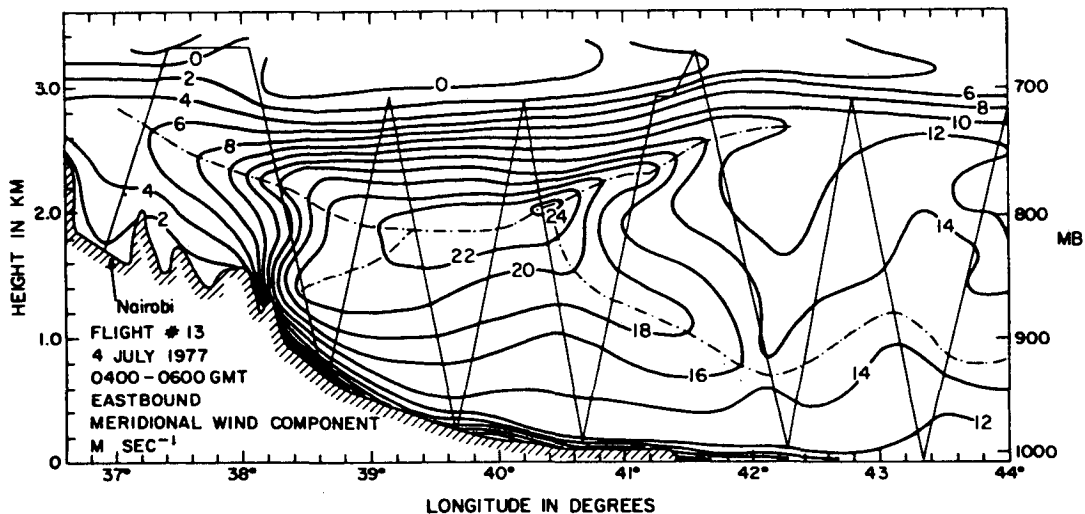 0
2
4
6
8
0
6
8
10
12
14
24
22
20
18
16
14
12
4
2
3.0
2.0
1.0
0
HEIGHT IN KM
700
800
900
1000
MB
Nairobi
FLIGHT # 13
4 JULY 1977
0400-0600 GMT
EASTBOUND
MERIDIONAL WIND COMPONENT
M SEC⁻¹
37° 38° 39° 40° 41° 42° 43° 44°
LONGITUDE IN DEGREES